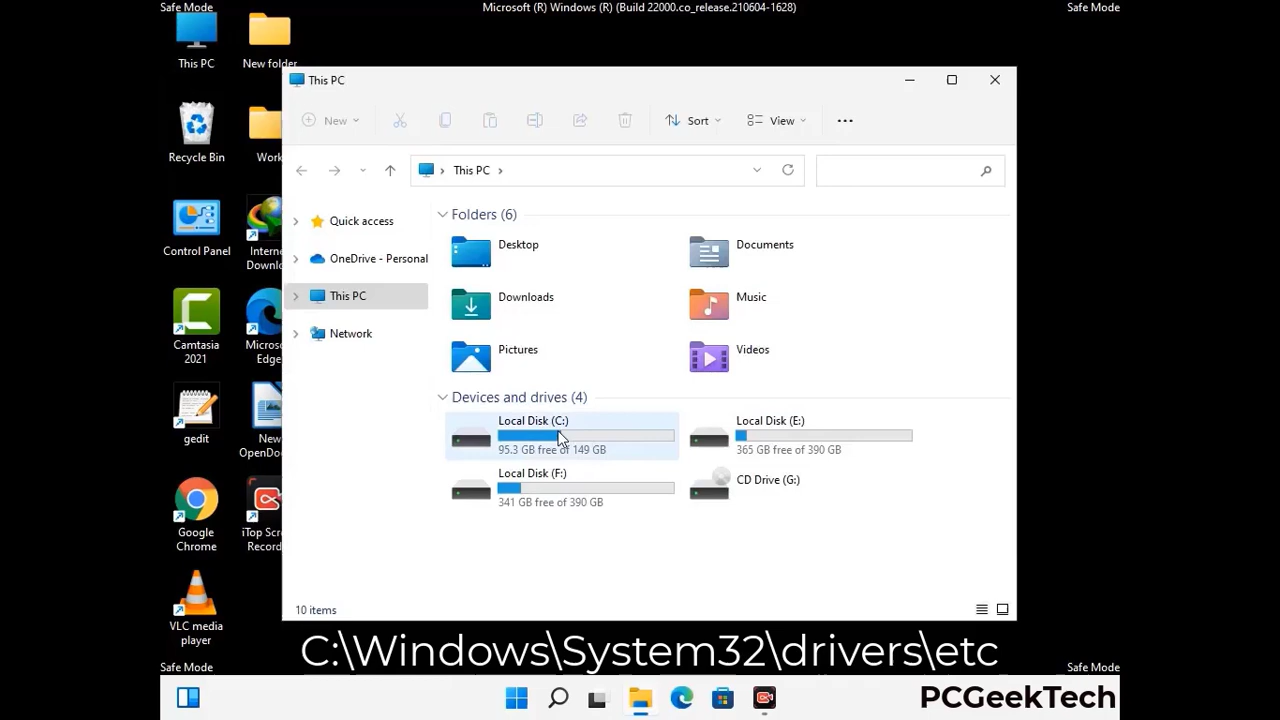 Safe Mode
Microsoft (R) Windows (R) (Build 22000.co_release.210604-1628)
Safe Mode
This PC
New folder
Recycle Bin
Work
Control Panel
Internet
Downlo...
Camtasia
2021
Microso...
Edge
gedit
New
OpenDo...
Google
Chrome
iTop Scr...
Record...
VLC media
player
This PC
New
Sort
View
This PC
Quick access
OneDrive - Personal
This PC
Network
Folders (6)
Desktop
Documents
Downloads
Music
Pictures
Videos
Devices and drives (4)
Local Disk (C:)
95.3 GB free of 149 GB
Local Disk (E:)
365 GB free of 390 GB
Local Disk (F:)
341 GB free of 390 GB
CD Drive (G:)
10 items
C:\Windows\System32\drivers\etc
Safe Mode
Safe Mode
PCGeekTech